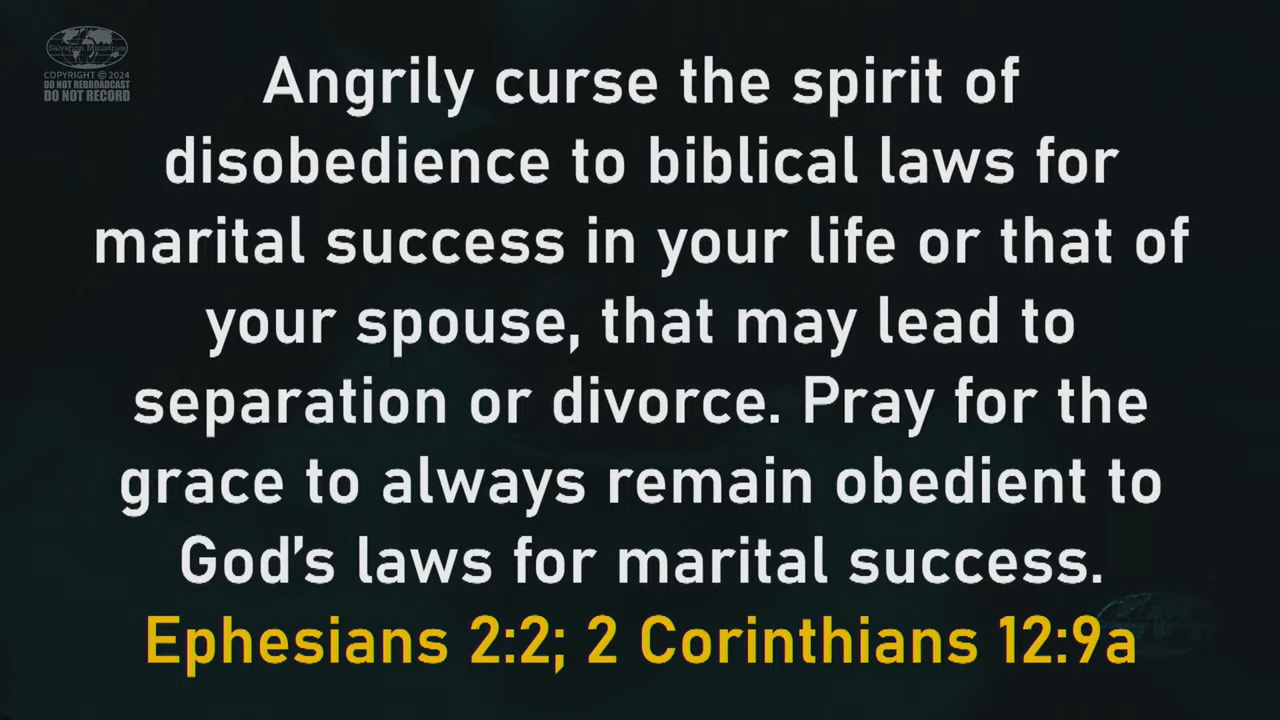 Salvation Ministries
COPYRIGHT © 2024
DO NOT REBROADCAST
DO NOT RECORD
Angrily curse the spirit of
disobedience to biblical laws for
marital success in your life or that of
your spouse, that may lead to
separation or divorce. Pray for the
grace to always remain obedient to
God's laws for marital success.
Ephesians 2:2; 2 Corinthians 12:9a